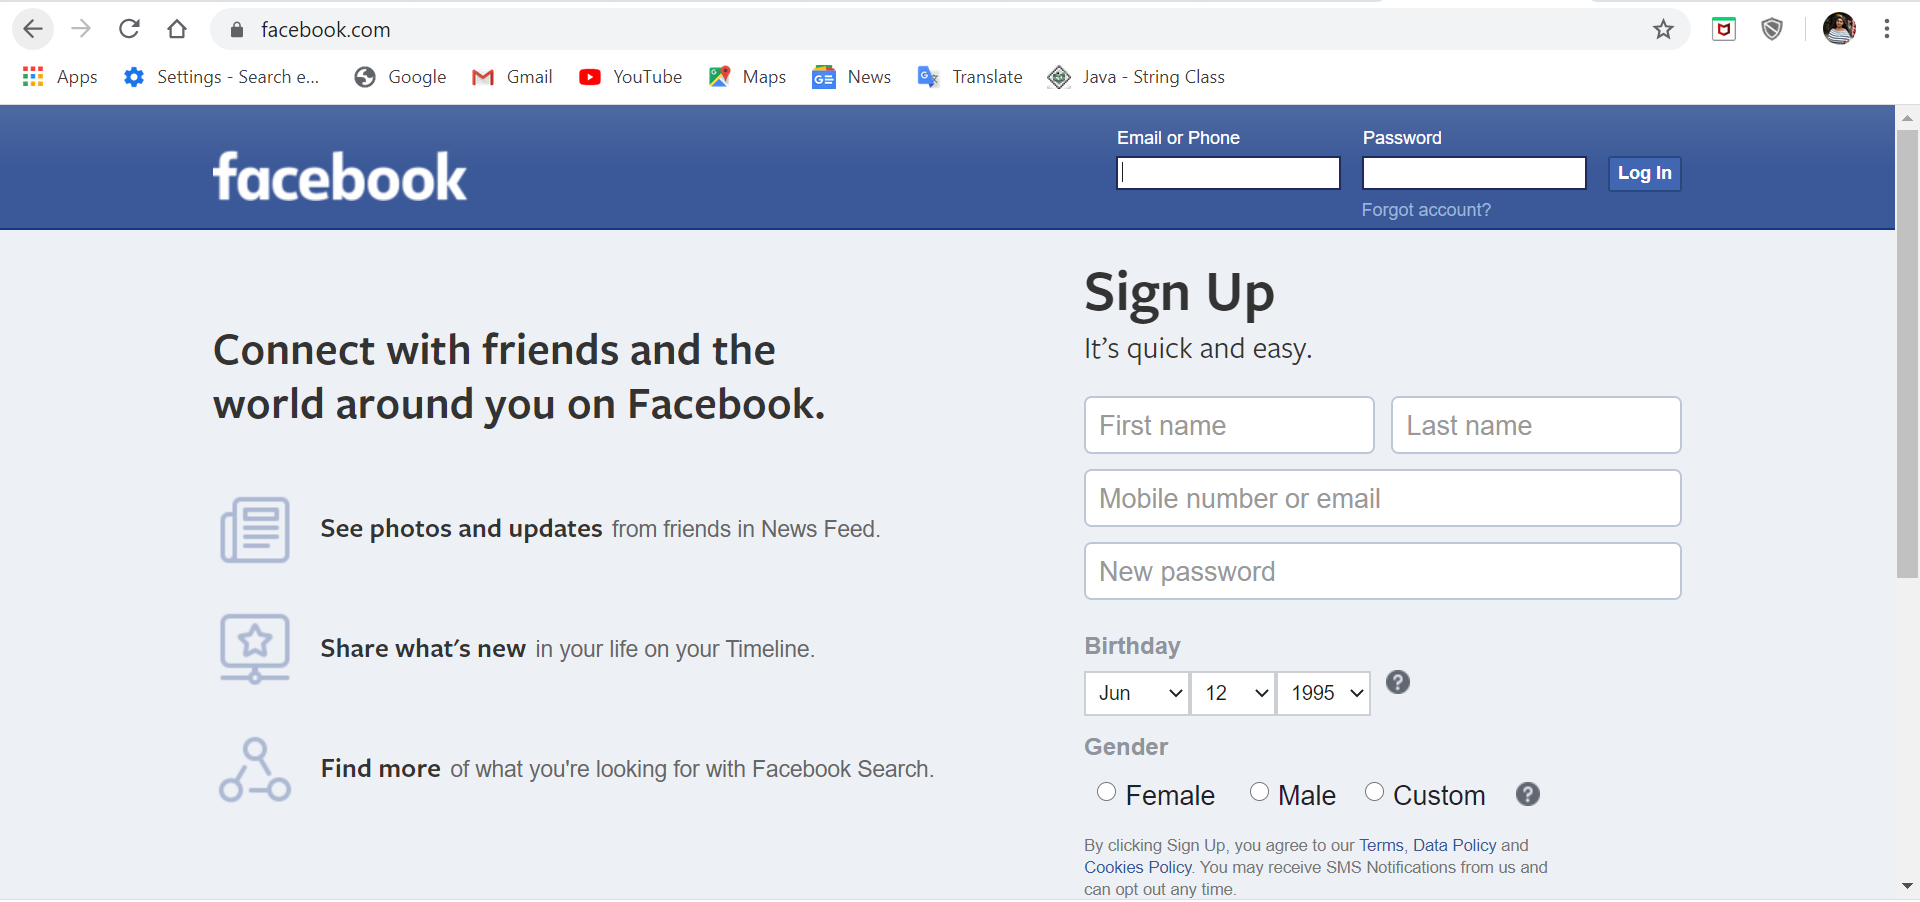 facebook.com
Apps Settings - Search e... Google Gmail YouTube Maps News Translate Java - String Class
facebook
Email or Phone Password
Log In
Forgot account?
Connect with friends and the
world around you on Facebook.
See photos and updates from friends in News Feed.
Share what's new in your life on your Timeline.
Find more of what you're looking for with Facebook Search.
Sign Up
It's quick and easy.
First name Last name
Mobile number or email
New password
Birthday
Jun 12 1995 ?
Gender
Female Male Custom ?
By clicking Sign Up, you agree to our Terms, Data Policy and
Cookies Policy. You may receive SMS Notifications from us and
can opt out any time.